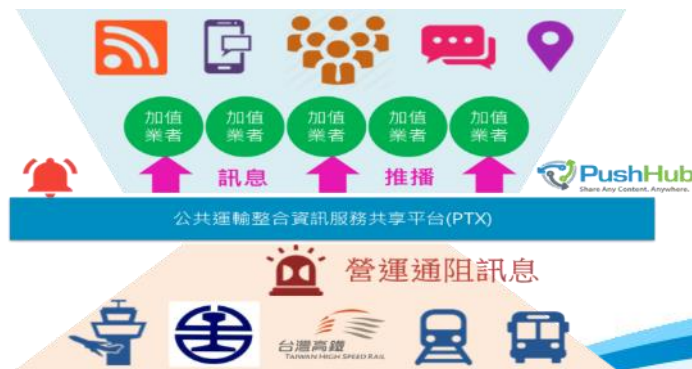 加值
業者
加值
業者
加值
業者
加值
業者
加值
業者
訊息
推播
PushHub
Share Any Content. Anywhere.
公共運輸整合資訊服務共享平台(PTX)
營運通阻訊息
台灣高鐵
TAIWAN HIGH SPEED RAIL